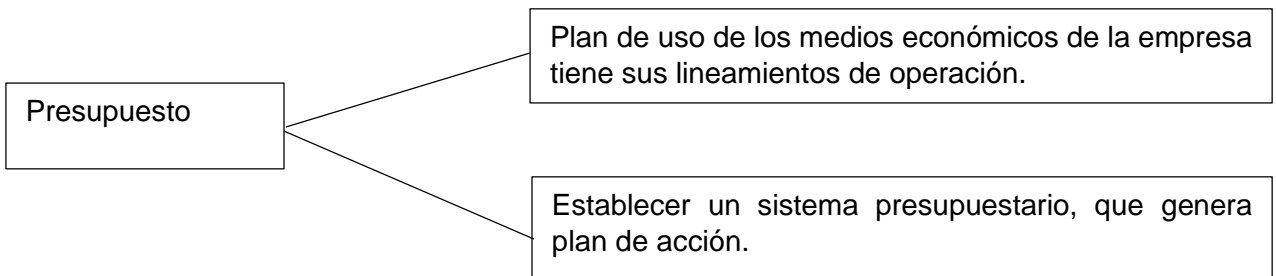 Presupuesto
Plan de uso de los medios económicos de la empresa
tiene sus lineamientos de operación.
Establecer un sistema presupuestario, que genera
plan de acción.